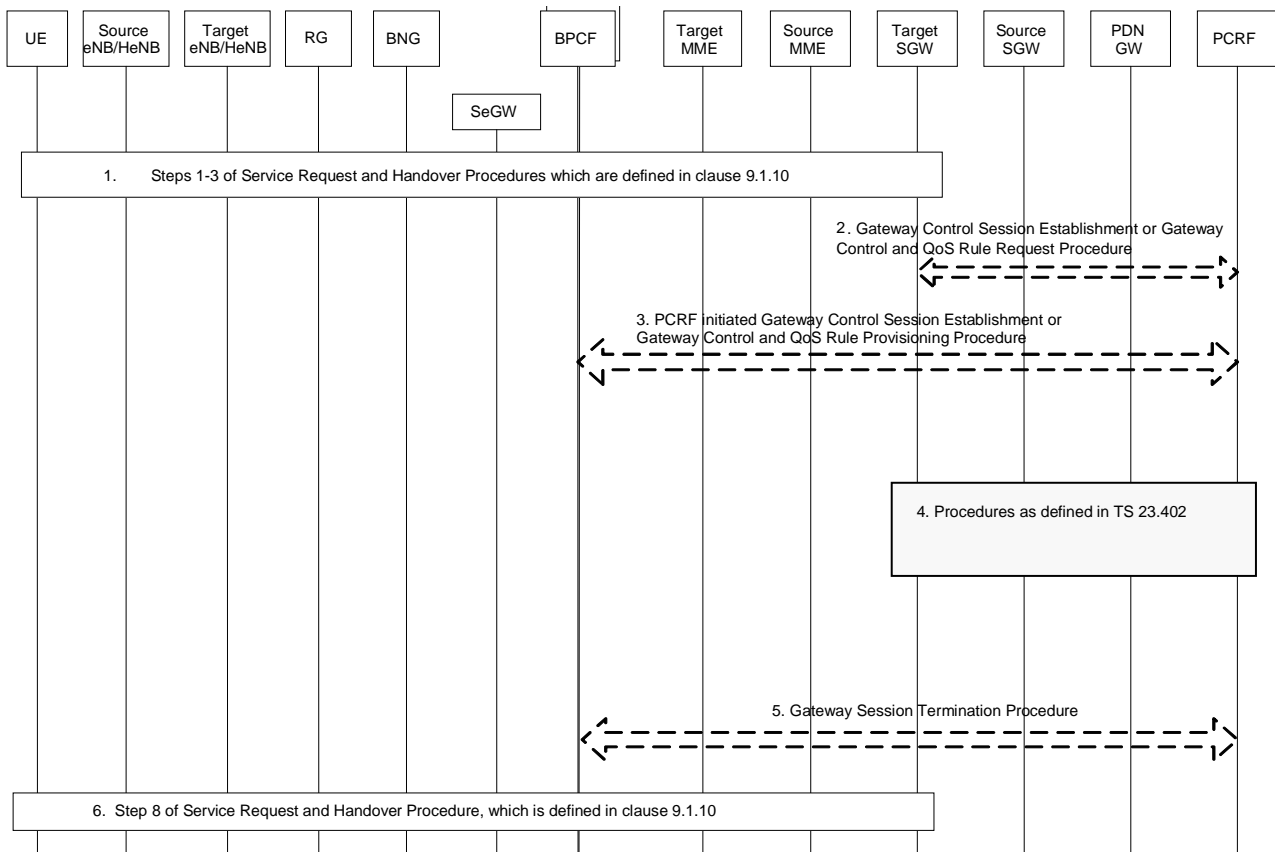 UE
Source
eNB/HeNB
Target
eNB/HeNB
RG
BNG
BPCF
Target
MME
Source
MME
Target
SGW
Source
SGW
PDN
GW
PCRF
SeGW
1. Steps 1-3 of Service Request and Handover Procedures which are defined in clause 9.1.10
2. Gateway Control Session Establishment or Gateway
Control and QoS Rule Request Procedure
3. PCRF initiated Gateway Control Session Establishment or
Gateway Control and QoS Rule Provisioning Procedure
4. Procedures as defined in TS 23.402
5. Gateway Session Termination Procedure
6. Step 8 of Service Request and Handover Procedure, which is defined in clause 9.1.10